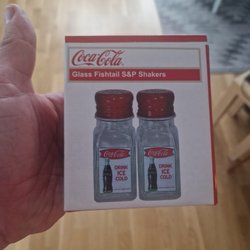 Coca-Cola
Glass Fishtail S&P Shakers
Coca-Cola
DRINK
ICE
COLD
Coca-Cola
DRINK
ICE
COLD